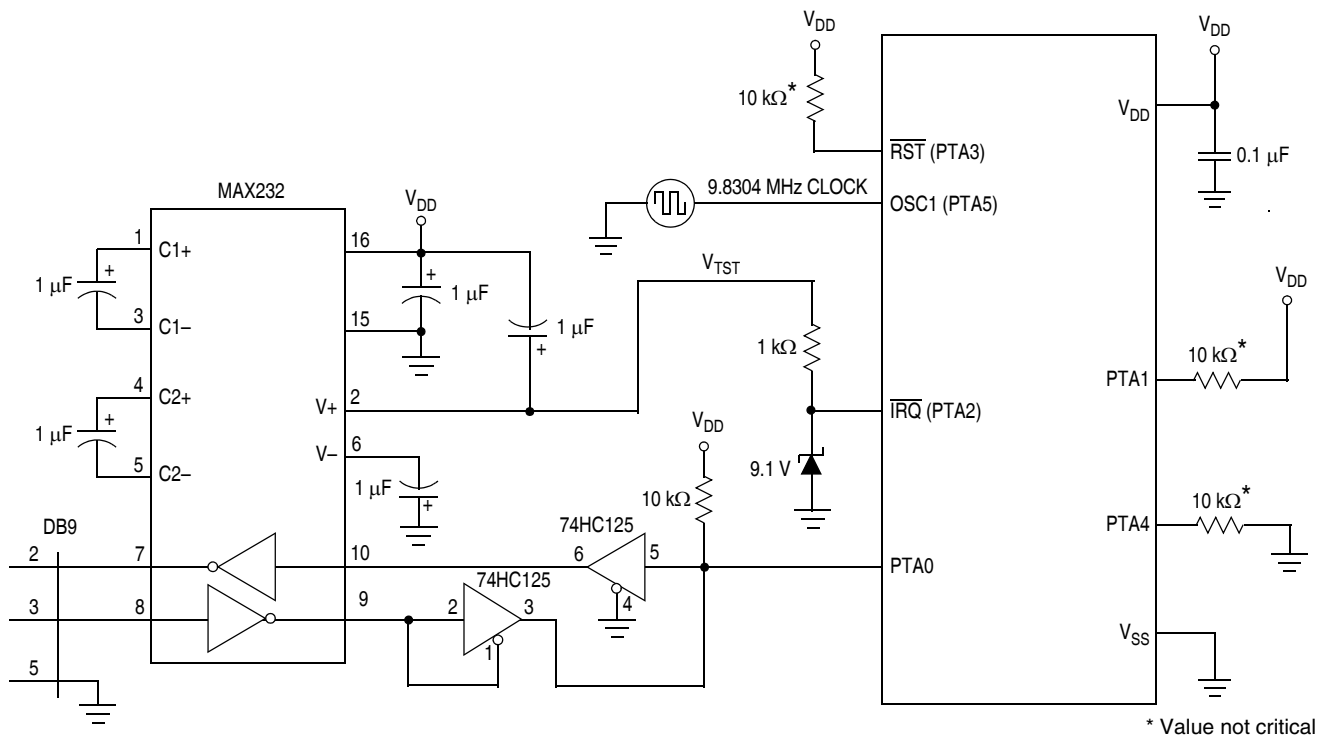 VDD
10 kΩ*
RST (PTA3)
9.8304 MHz CLOCK
OSC1 (PTA5)
VDD
VDD
0.1 µF
MAX232
1
C1+
1 µF
+
3
C1–
4
C2+
1 µF
+
5
C2–
16
VDD
+
1 µF
15
1 µF
+
V+
2
V–
6
1 µF
+
VTST
1 kΩ
IRQ (PTA2)
9.1 V
VDD
10 kΩ
VDD
10 kΩ*
PTA1
10 kΩ*
PTA4
DB9
2
7
10
74HC125
6
5
4
PTA0
3
8
9
74HC125
2
3
1
5
VSS
* Value not critical